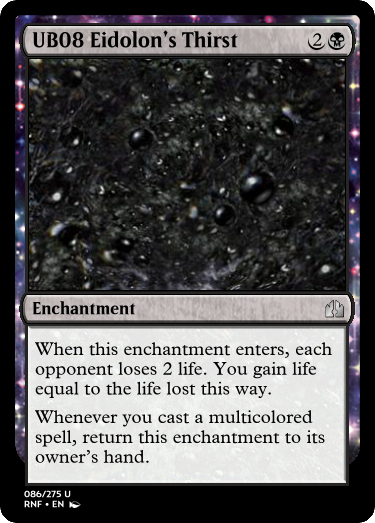 UB08 Eidolon's Thirst 2
Enchantment
When this enchantment enters, each
opponent loses 2 life. You gain life
equal to the life lost this way.
Whenever you cast a multicolored
spell, return this enchantment to its
owner's hand.
086/275 U
RNF • EN